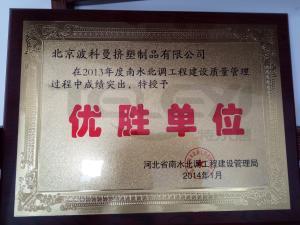 北京波科曼挤塑制品有限公司
在2013年度南水北调工程建设质量管理
过程中成绩突出，特授予
优胜单位
河北省南水北调工程建设管理局
2014年1月